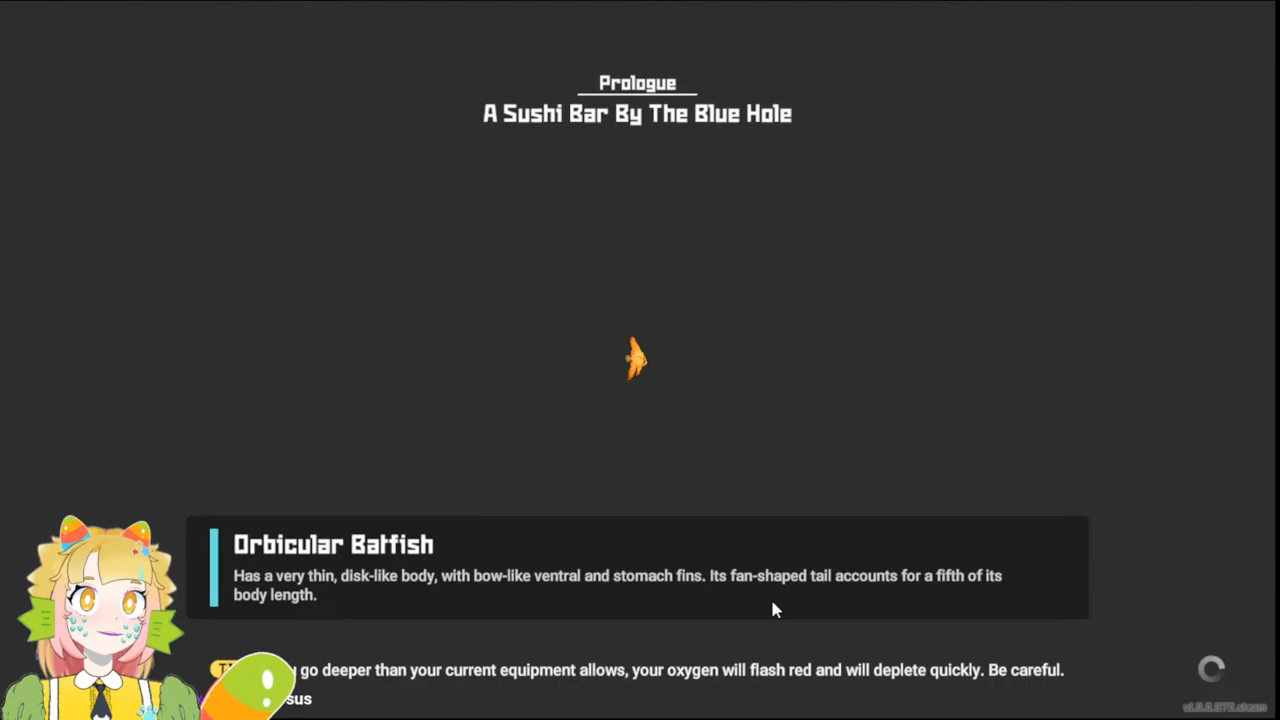 Prologue
A Sushi Bar By The Blue Hole
Orbicular Batfish
Has a very thin, disk-like body, with bow-like ventral and stomach fins. Its fan-shaped tail accounts for a fifth of its
body length.
go deeper than your current equipment allows, your oxygen will flash red and will deplete quickly. Be careful.
sus